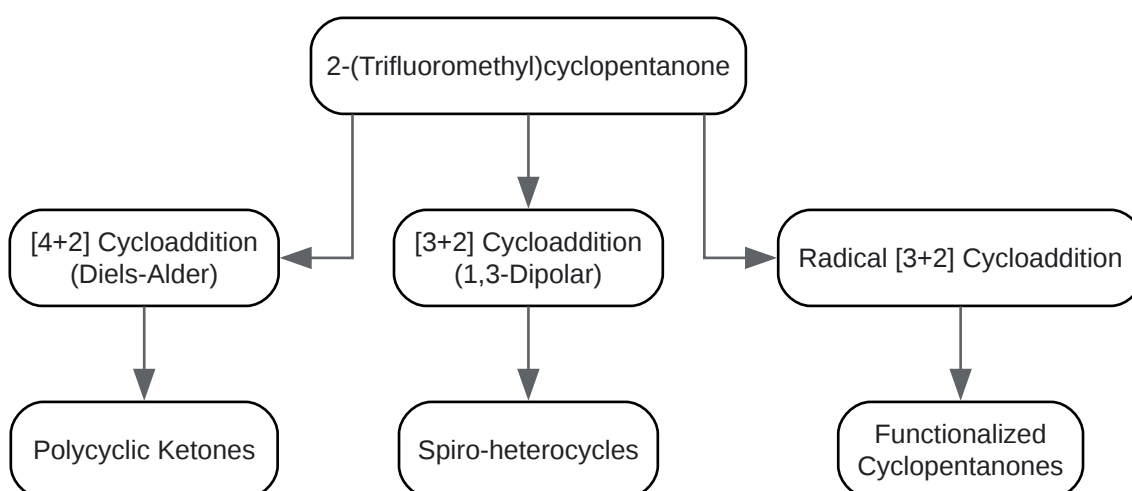 2-(Trifluoromethyl)cyclopentanone
[4+2] Cycloaddition
(Diels-Alder)
[3+2] Cycloaddition
(1,3-Dipolar)
Radical [3+2] Cycloaddition
Polycyclic Ketones
Spiro-heterocycles
Functionalized
Cyclopentanones